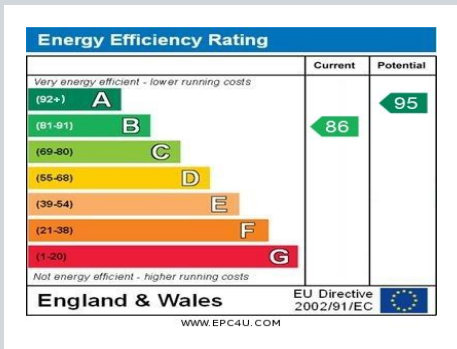 Energy Efficiency Rating
Current Potential
Very energy efficient - lower running costs
(92+) A 95
(81-91) B 86
(69-80) C
(55-68) D
(39-54) E
(21-38) F
(1-20) G
Not energy efficient - higher running costs
England & Wales EU Directive 2002/91/EC
WWW.EPC4U.COM